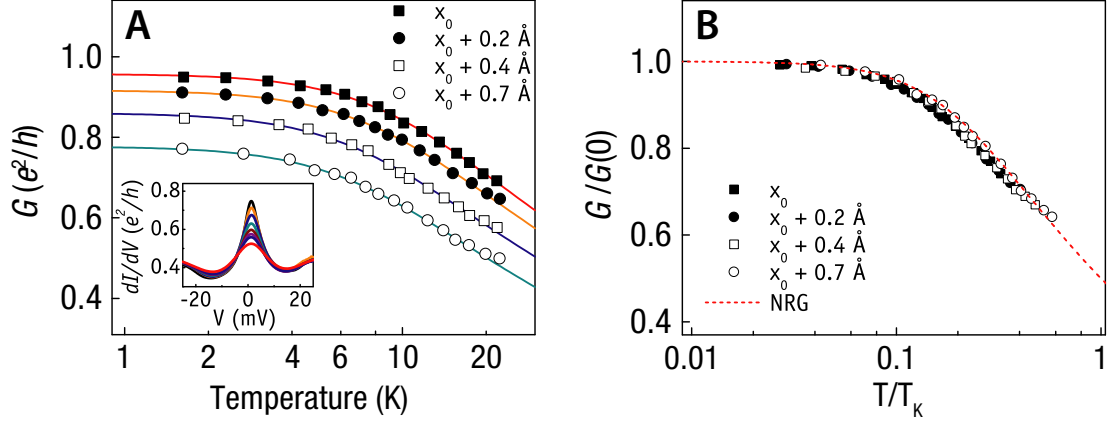 A
x₀
x₀ + 0.2 Å
x₀ + 0.4 Å
x₀ + 0.7 Å
G (e²/h)
1.0
0.8
0.6
0.4
1
2
4
6
10
20
Temperature (K)
dI/dV (e²/h)
0.8
0.6
0.4
-20
0
20
V (mV)
B
G/G(0)
1.0
0.8
0.6
0.4
x₀
x₀ + 0.2 Å
x₀ + 0.4 Å
x₀ + 0.7 Å
NRG
0.01
0.1
1
T/T_K